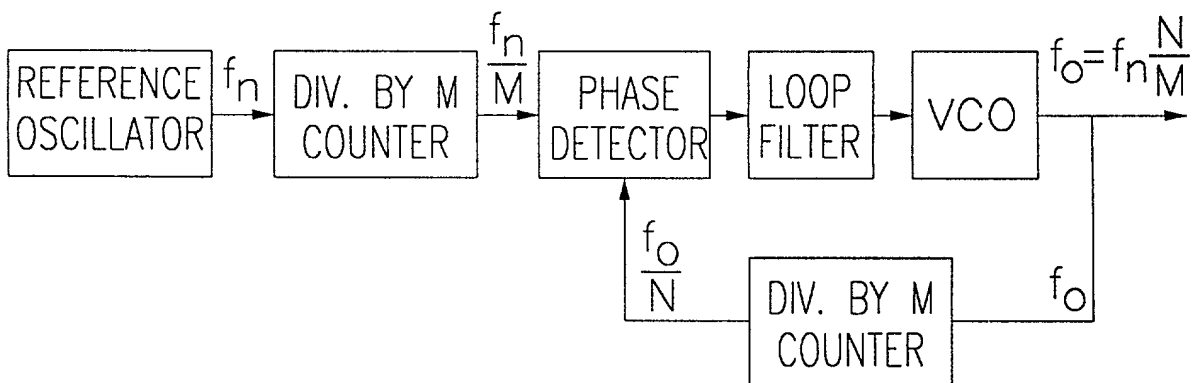 REFERENCE
OSCILLATOR
fn
DIV. BY M
COUNTER
fn
M
PHASE
DETECTOR
LOOP
FILTER
VCO
fo=fn N
M
fo
N
DIV. BY M
COUNTER
fo